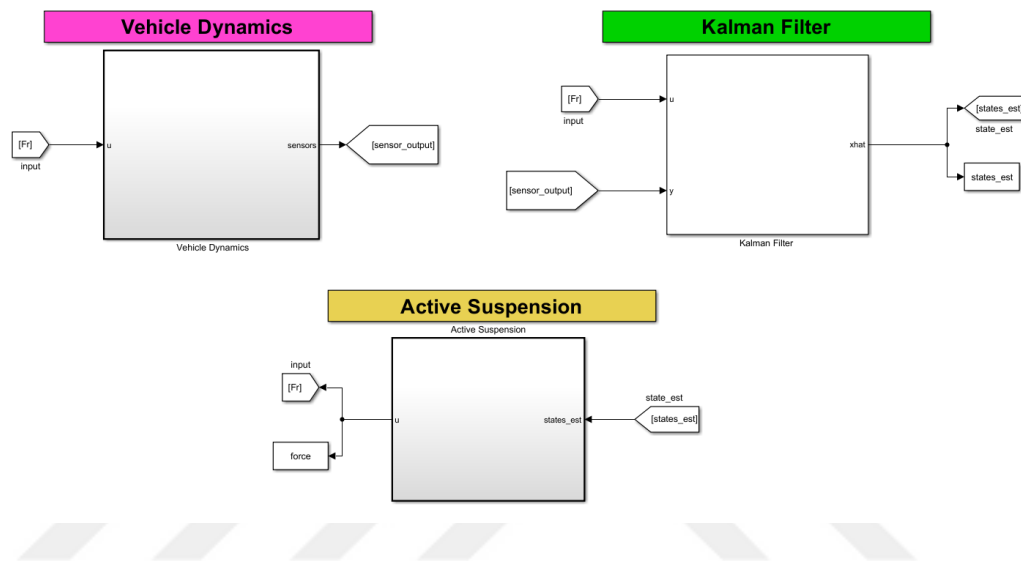 Vehicle Dynamics
[Fr]
input
u
sensors
[sensor_output]
Vehicle Dynamics
Kalman Filter
[Fr]
input
[sensor_output]
u
y
xhat
Kalman Filter
[states_est]
state_est
states_est
Active Suspension
Active Suspension
input
[Fr]
force
u
states_est
state_est
[states_est]